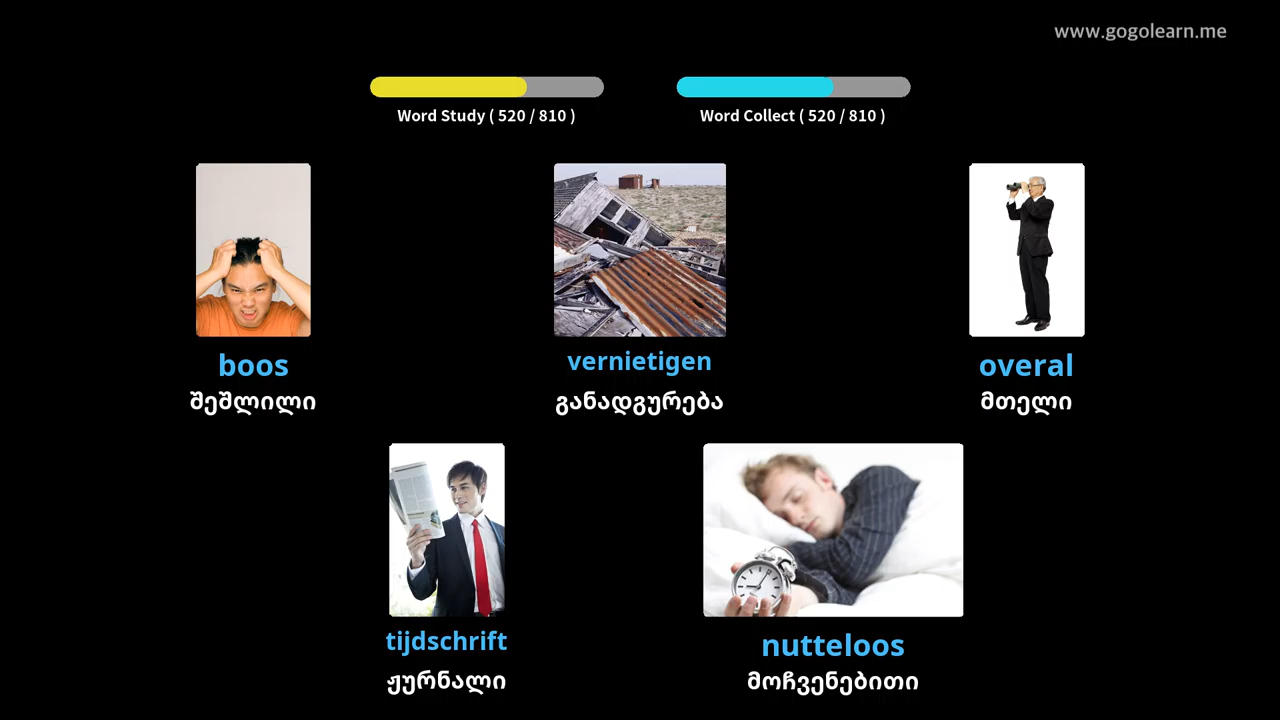 www.gogolearn.me
Word Study ( 520 / 810 )
Word Collect ( 520 / 810 )
boos
შეშლილი
vernietigen
განადგურება
overal
მთელი
tijdschrift
ჟურნალი
nutteloos
მოჩვენებითი